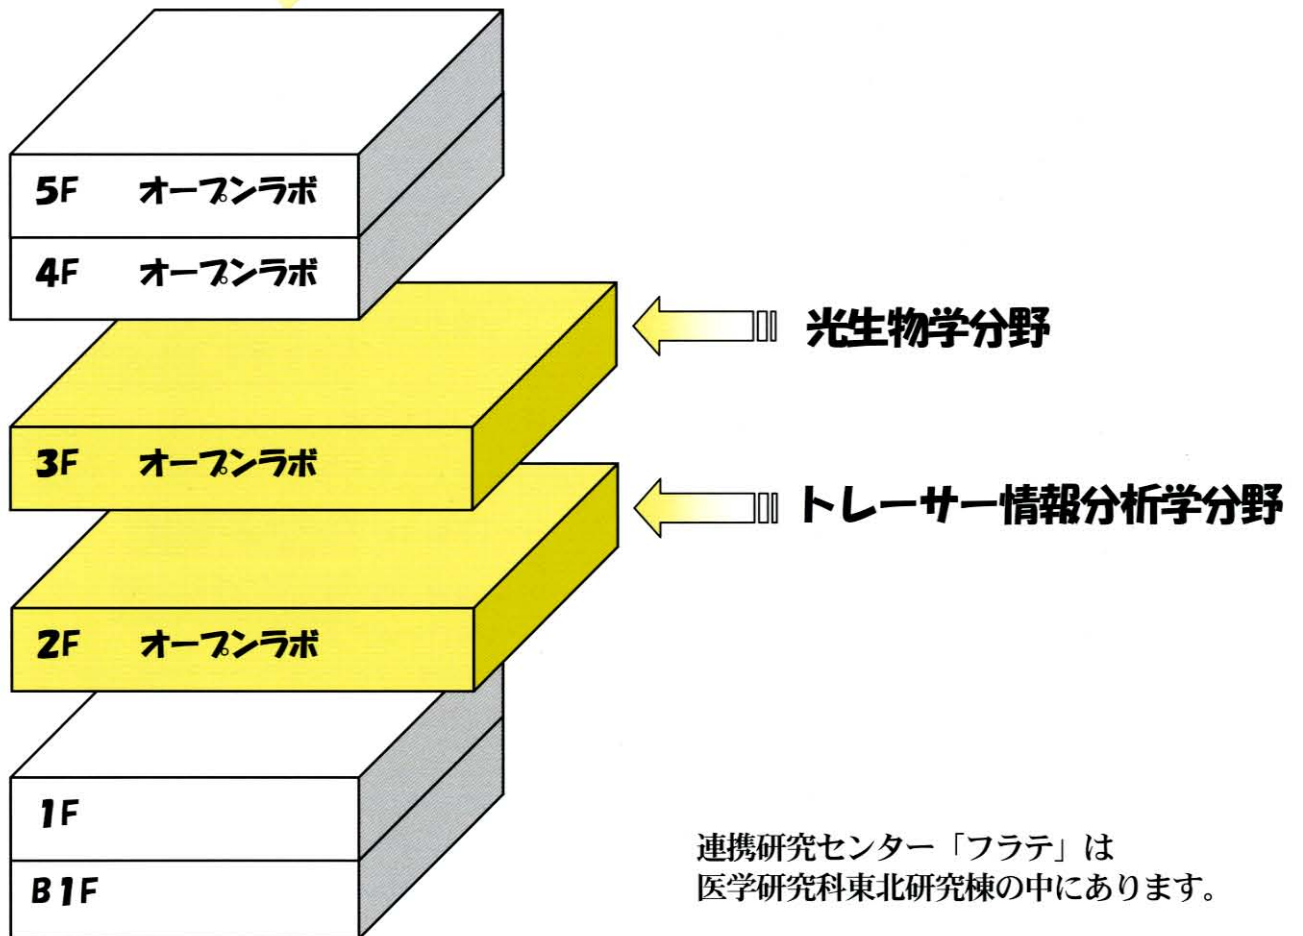 5F オープンラボ
4F オープンラボ
光生物学分野
3F オープンラボ
トレーサー情報分析学分野
2F オープンラボ
1F
B1F
連携研究センター「フラテ」は
医学研究科東北研究棟の中にあります。